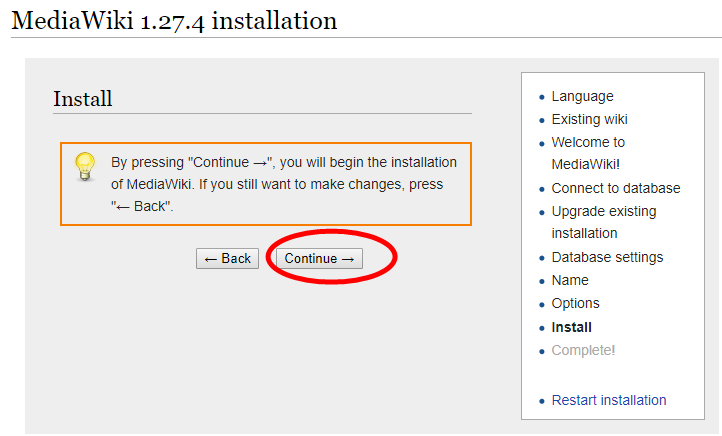 MediaWiki 1.27.4 installation
Install
By pressing "Continue →", you will begin the installation
of MediaWiki. If you still want to make changes, press
"← Back".
← Back
Continue →
Language
Existing wiki
Welcome to
MediaWiki!
Connect to database
Upgrade existing
installation
Database settings
Name
Options
Install
Complete!
Restart installation